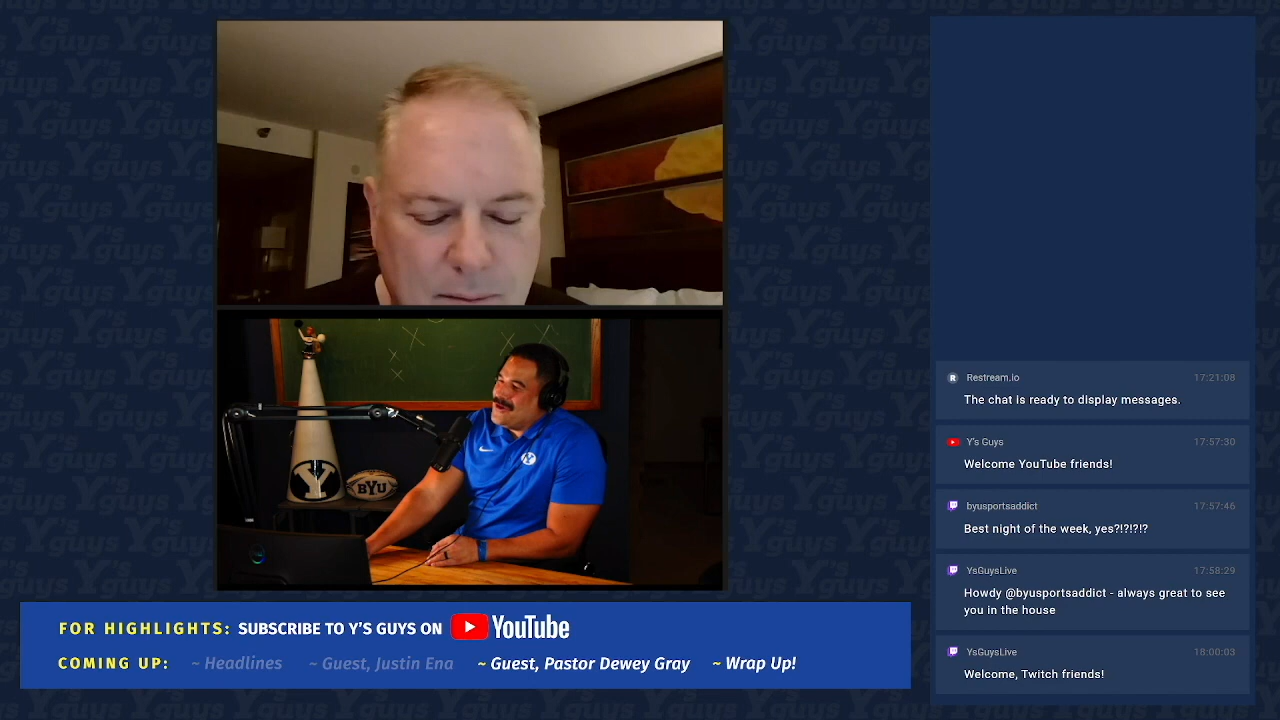 Restream.io 17:21:08
The chat is ready to display messages.
Y's Guys 17:57:30
Welcome YouTube friends!
byusportsaddict 17:57:46
Best night of the week, yes?!?!?!?
YsGuysLive 17:58:29
Howdy @byusportsaddict - always great to see
you in the house
YsGuysLive 18:00:03
Welcome, Twitch friends!
Y
BYU
FOR HIGHLIGHTS: SUBSCRIBE TO Y'S GUYS ON YouTube
COMING UP: ~ Headlines ~ Guest, Justin Ena ~ Guest, Pastor Dewey Gray ~ Wrap Up!
Y's guys